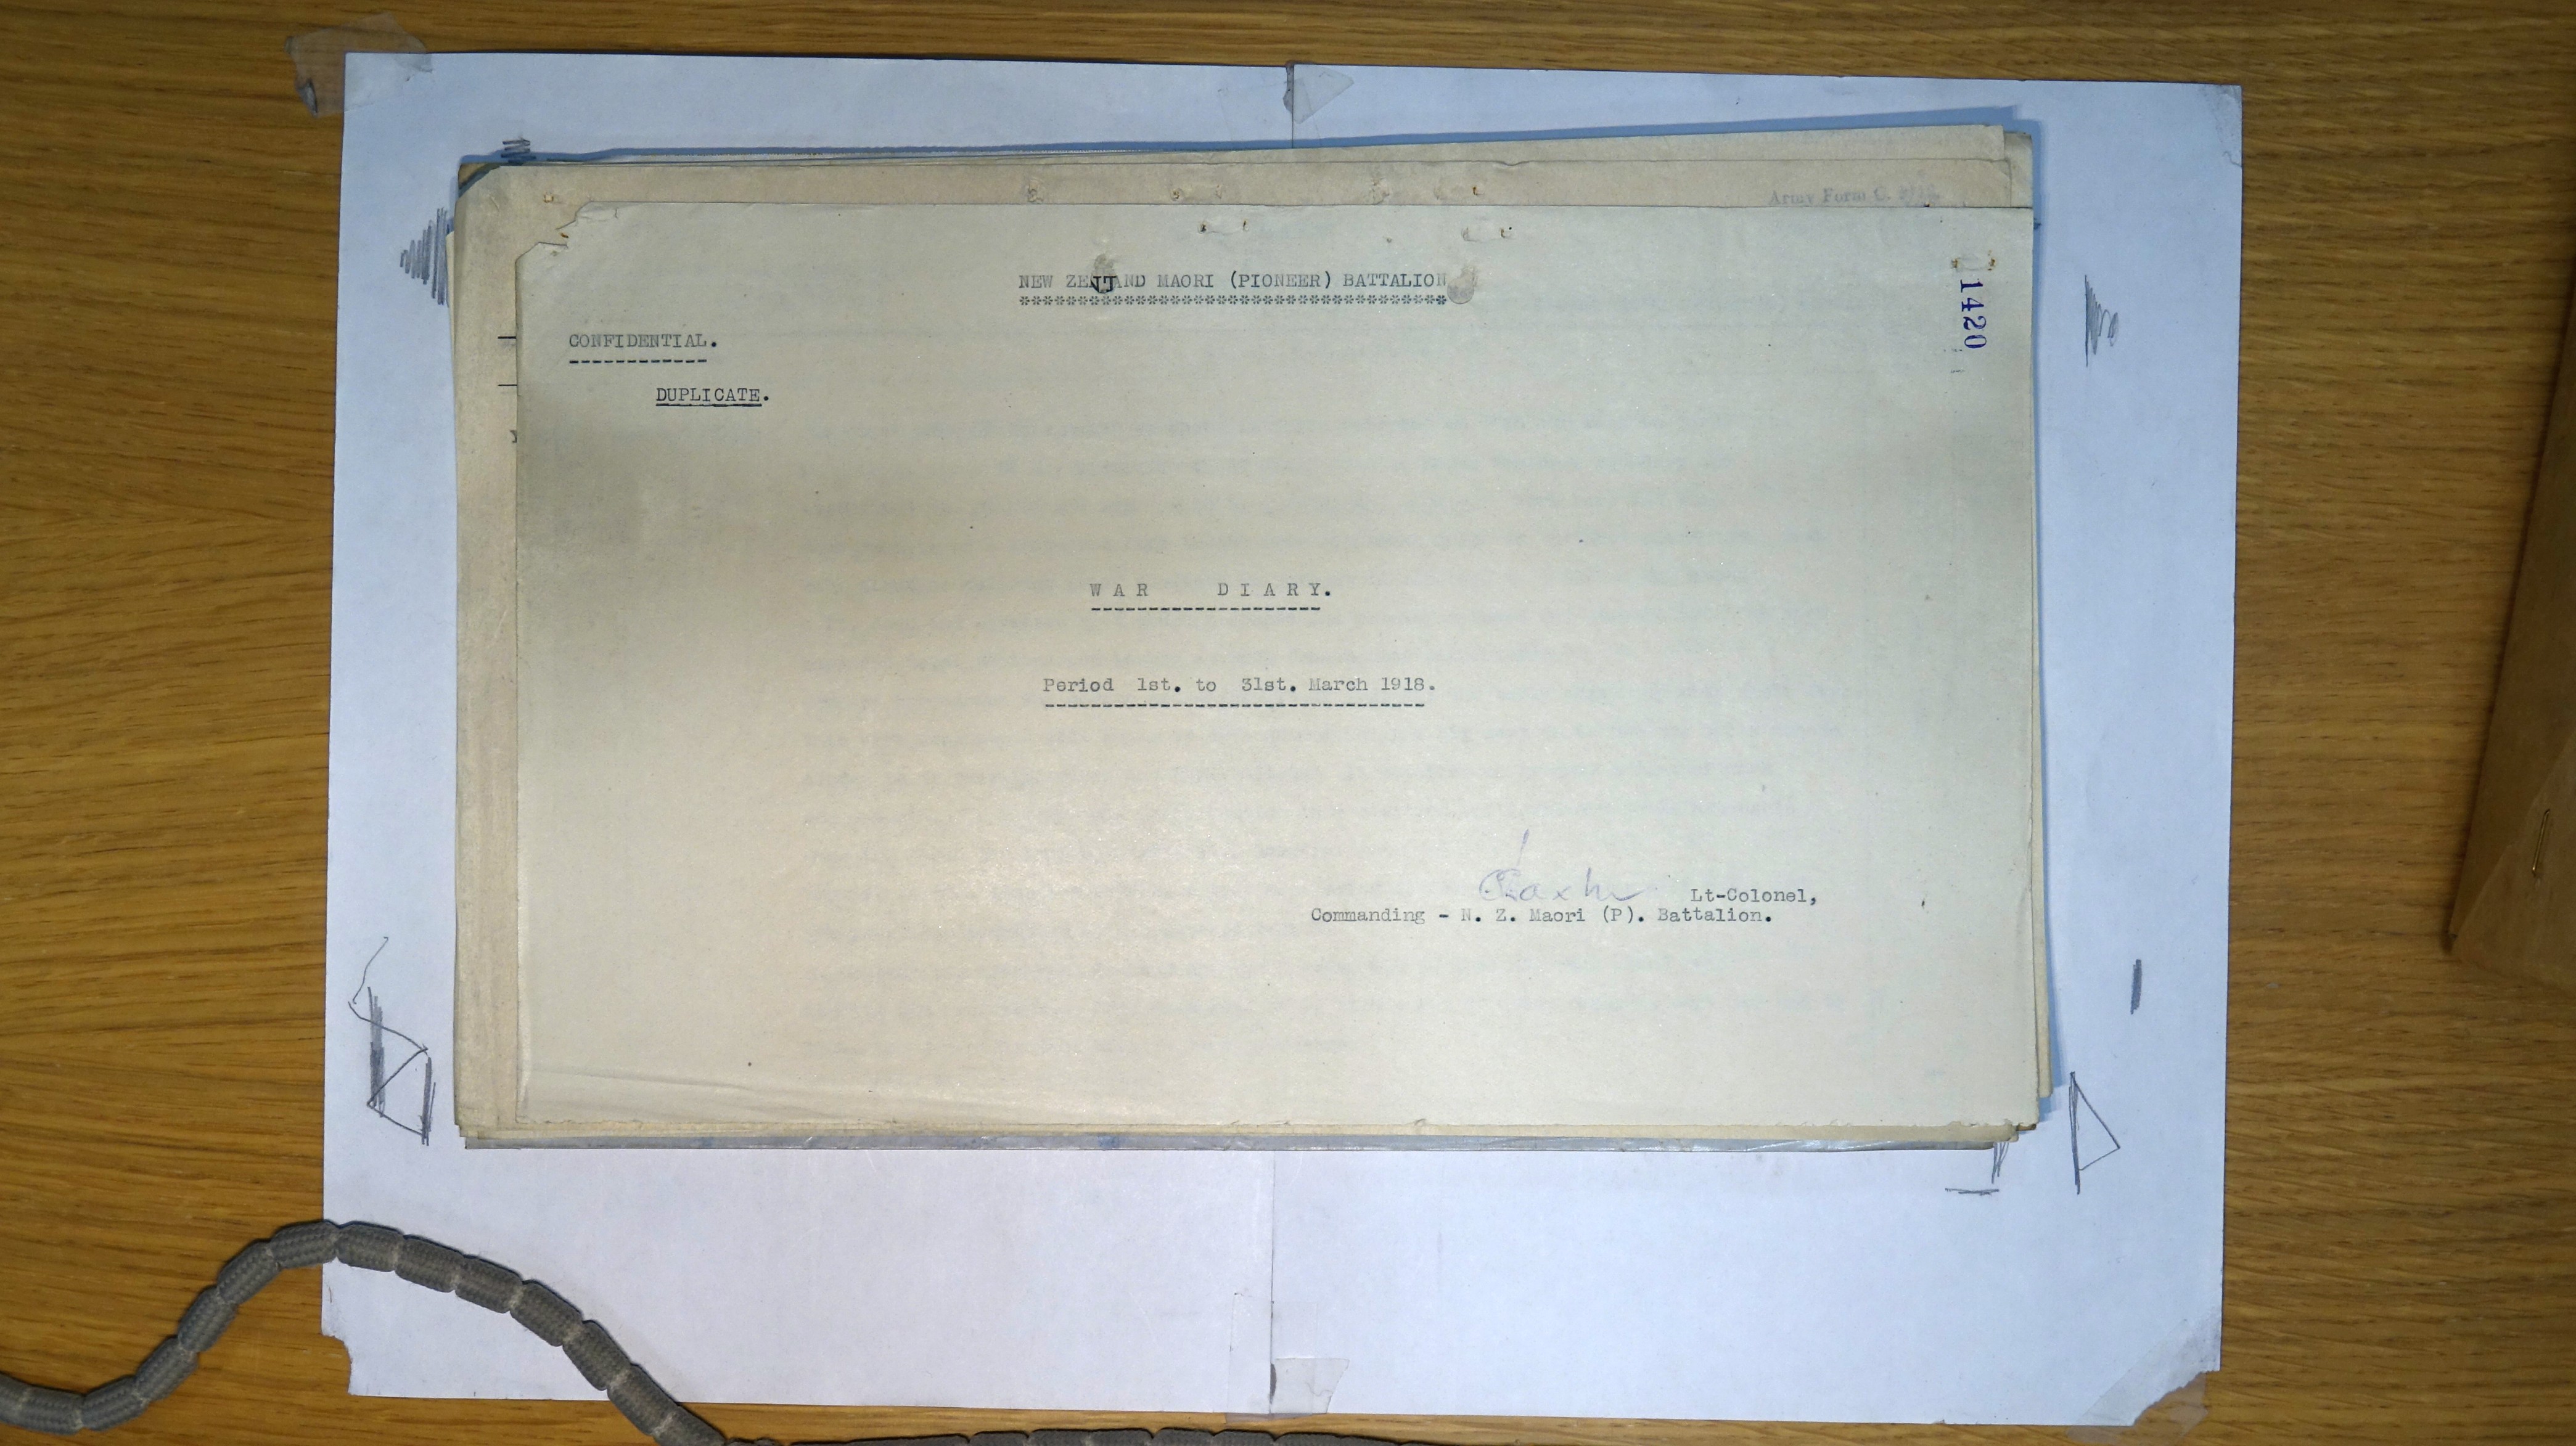 Army Form C.
NEW ZEALAND MAORI (PIONEER) BATTALION
***********************************
1420
CONFIDENTIAL.
DUPLICATE.
WAR DIARY.
Period 1st. to 31st. March 1918.
Lt-Colonel,
Commanding - N. Z. Maori (P). Battalion.